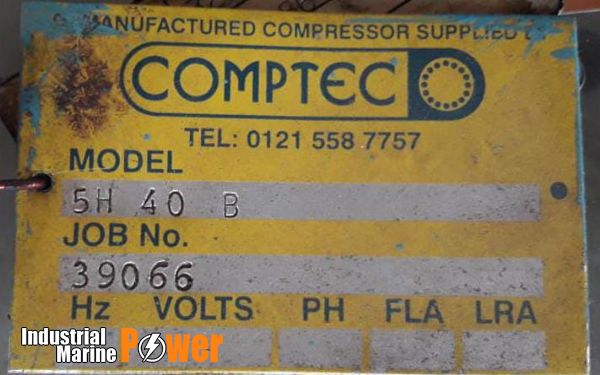 MANUFACTURED COMPRESSOR SUPPLIED
COMPTEC
TEL: 0121 558 7757
MODEL
5H 40 B
JOB No.
39066
Hz VOLTS PH FLA LRA
Industrial
Marine Power